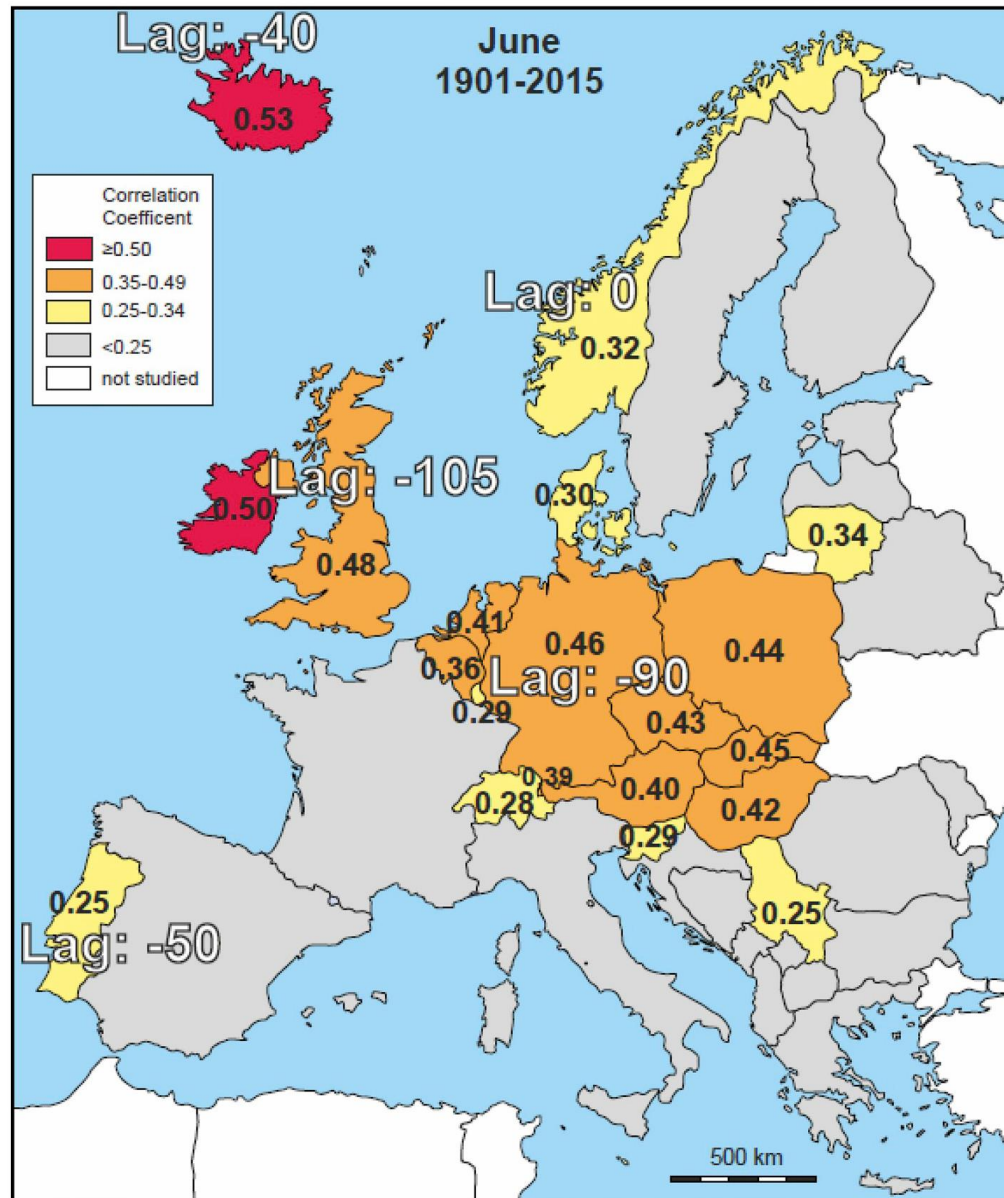 Lag: -40
June
1901-2015
0.53
Correlation
Coefficent
≥0.50
0.35-0.49
0.25-0.34
<0.25
not studied
Lag: 0
0.32
Lag: -105
0.50
0.30
0.34
0.48
0.41
0.46
0.44
0.36
Lag: -90
0.29
0.43
0.45
0.39
0.40
0.28
0.42
0.29
0.25
0.25
Lag: -50
500 km